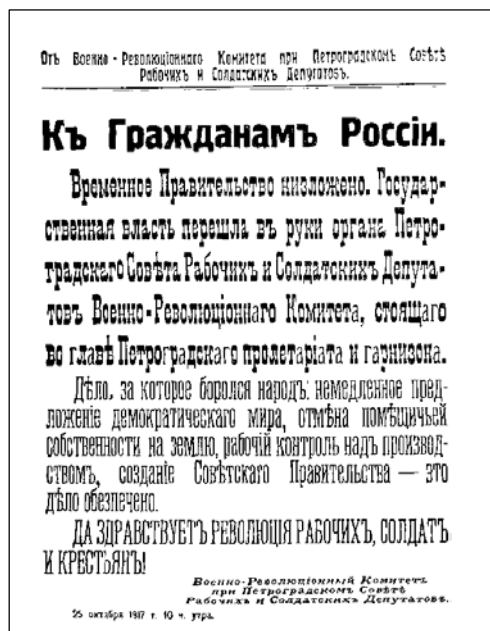 Отъ Военно-Революціоннаго Комитета при Петроградскомъ Совѣтѣ
Рабочихъ и Солдатскихъ Депутатовъ.
Къ Гражданамъ Россіи.
Временное Правительство низложено. Государ-
ственная власть перешла въ руки органа Петро-
градскаго Совѣта Рабочихъ и Солдатскихъ Депута-
товъ Военно-Революціоннаго Комитета, стоящаго
во главѣ Петроградскаго пролетаріата и гарнизона.
Дѣло, за которое боролся народъ: немедленное пред-
ложеніе демократическаго мира, отмѣна помѣщичьей
собственности на землю, рабочій контроль надъ производ-
ствомъ, созданіе Совѣтскаго Правительства — это
дѣло обезпечено.
ДА ЗДРАВСТВУЕТЪ РЕВОЛЮЦІЯ РАБОЧИХЪ, СОЛДАТЪ
И КРЕСТЬЯНЪ!
Военно-Революціонный Комитетъ
при Петроградскомъ Совѣтѣ
Рабочихъ и Солдатскихъ Депутатовъ.
25 октября 1917 г. 10 ч. утра.